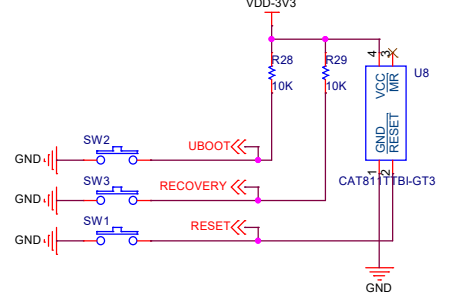 VDD-3V3
R28
R29
10K
10K
4
3
U8
VCC
MR
GND
RESET
1
2
CAT811TTBI-GT3
SW2
UBOOT
GND
SW3
RECOVERY
GND
SW1
RESET
GND
GND